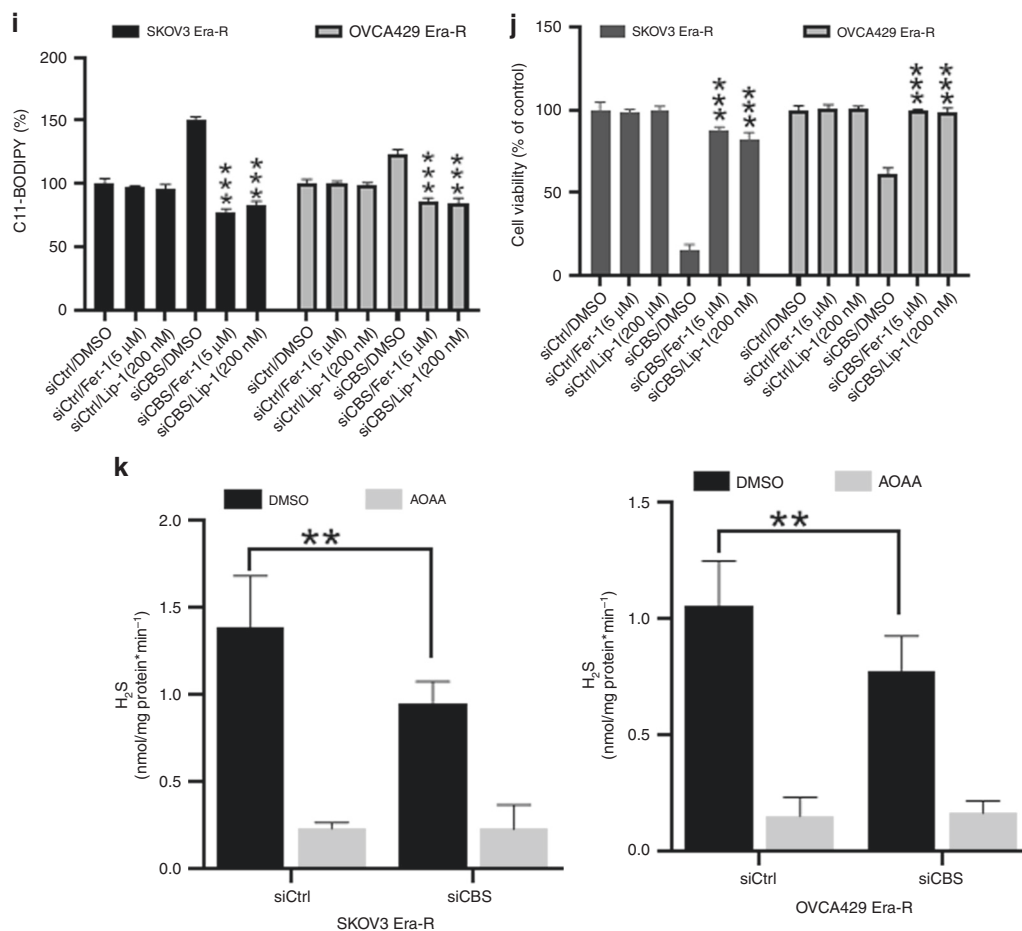 i
SKOV3 Era-R
OVCA429 Era-R
C11-BODIPY (%)
200
150
100
50
0
***
***
***
***
siCtrl/DMSO
siCtrl/Fer-1(5 µM)
siCtrl/Lip-1(200 nM)
siCBS/DMSO
siCBS/Fer-1(5 µM)
siCBS/Lip-1(200 nM)
siCtrl/DMSO
siCtrl/Fer-1(5 µM)
siCtrl/Lip-1(200 nM)
siCBS/DMSO
siCBS/Fer-1(5 µM)
siCBS/Lip-1(200 nM)
j
SKOV3 Era-R
OVCA429 Era-R
Cell viability (% of control)
150
100
50
0
***
***
***
***
siCtrl/DMSO
siCtrl/Fer-1(5 µM)
siCtrl/Lip-1(200 µM)
siCBS/DMSO
siCBS/Fer-1(5 µM)
siCBS/Lip-1(200 nM)
siCtrl/DMSO
siCtrl/Fer-1(5 µM)
siCtrl/Lip-1(200 nM)
siCBS/DMSO
siCBS/Fer-1(5 µM)
siCBS/Lip-1(200 nM)
k
DMSO
AOAA
H₂S
(nmol/mg protein*min⁻¹)
2.0
1.5
1.0
0.5
0.0
**
siCtrl
siCBS
SKOV3 Era-R
DMSO
AOAA
H₂S
(nmol/mg protein*min⁻¹)
1.5
1.0
0.5
0.0
**
siCtrl
siCBS
OVCA429 Era-R